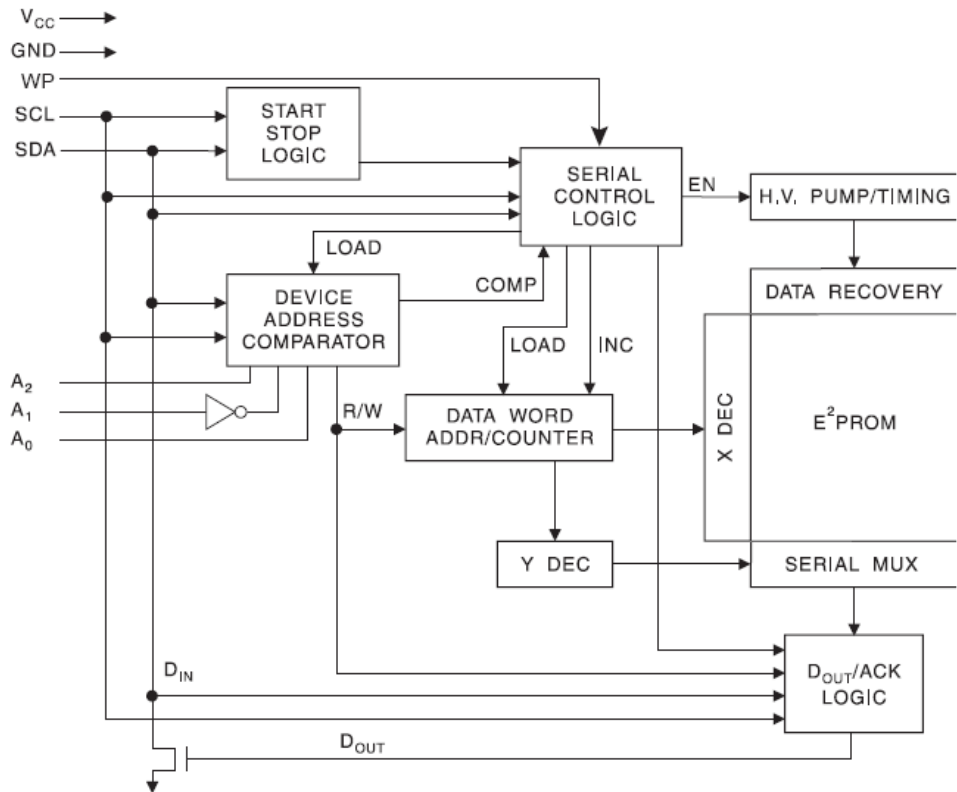 VCC
GND
WP
SCL
SDA
START
STOP
LOGIC
SERIAL
CONTROL
LOGIC
EN
H.V. PUMP/TIMING
LOAD
COMP
DATA RECOVERY
DEVICE
ADDRESS
COMPARATOR
LOAD
INC
A2
A1
A0
R/W
DATA WORD
ADDR/COUNTER
X DEC
E²PROM
Y DEC
SERIAL MUX
DIN
DOUT/ACK
LOGIC
DOUT